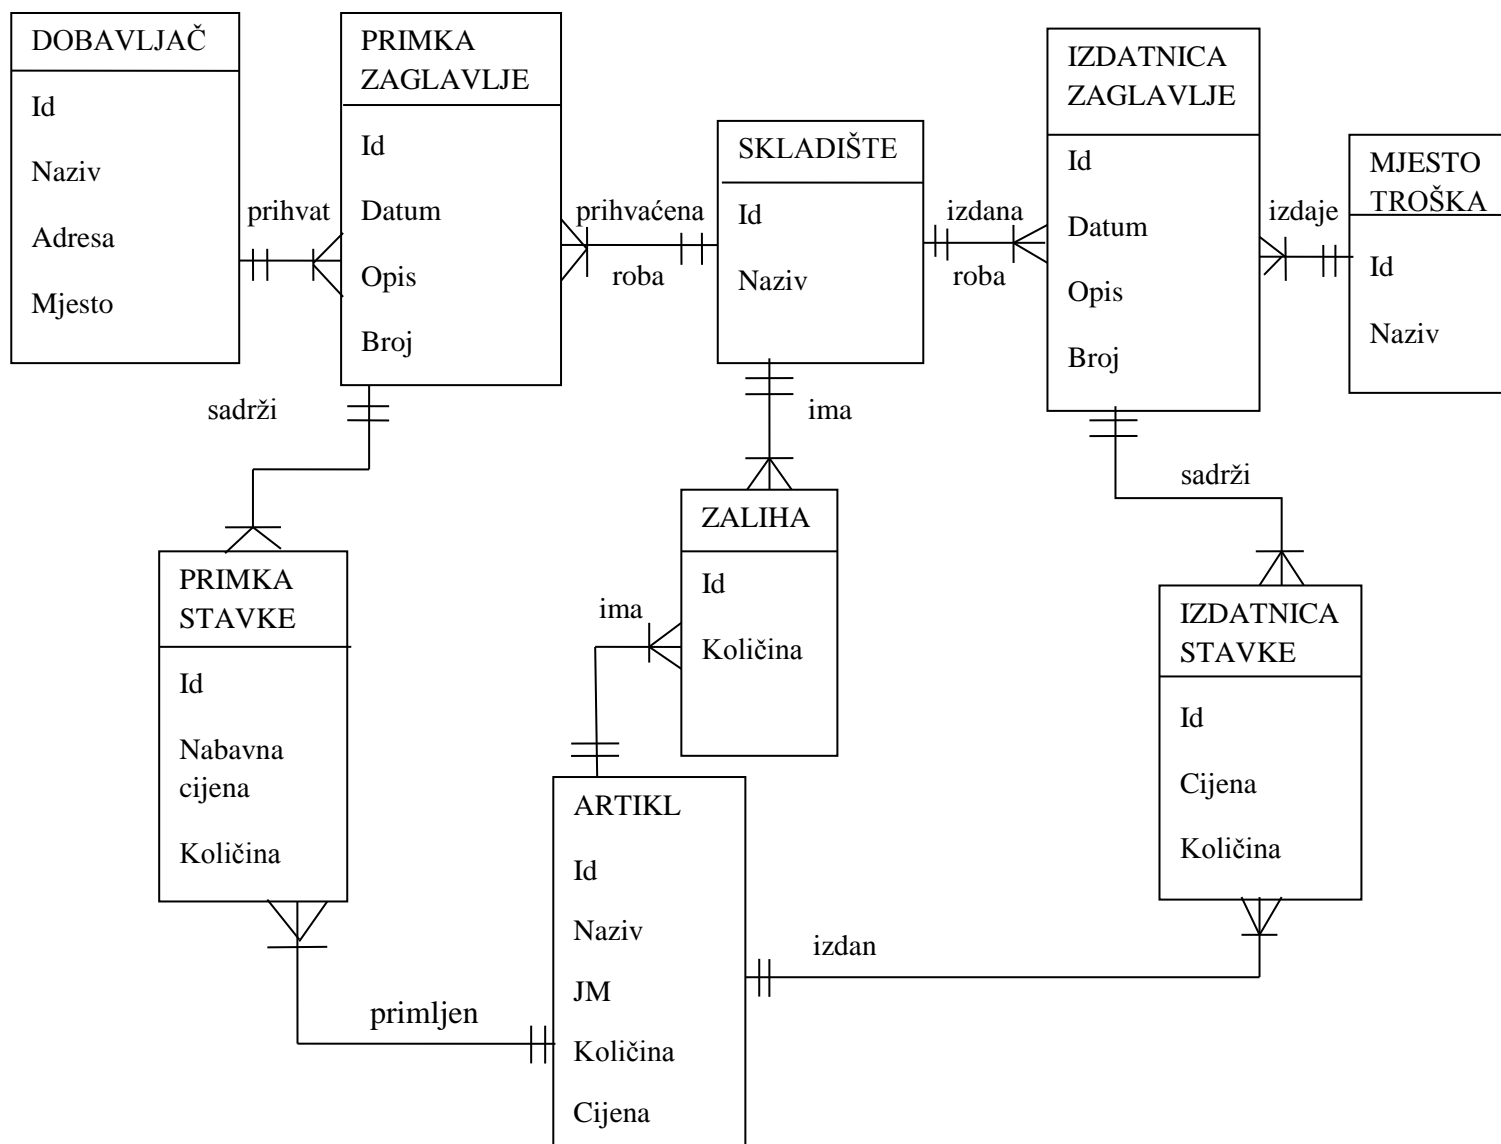 DOBAVLJAČ
Id
Naziv
Adresa
Mjesto
prihvat
PRIMKA
ZAGLAVLJE
Id
Datum
Opis
Broj
prihvaćena
roba
SKLADIŠTE
Id
Naziv
izdana
roba
IZDATNICA
ZAGLAVLJE
Id
Datum
Opis
Broj
izdaje
MJESTO
TROŠKA
Id
Naziv
sadrži
ima
sadrži
PRIMKA
STAVKE
Id
Nabavna
cijena
Količina
ima
ZALIHA
Id
Količina
IZDATNICA
STAVKE
Id
Cijena
Količina
primljen
ARTIKL
Id
Naziv
JM
Količina
Cijena
izdan